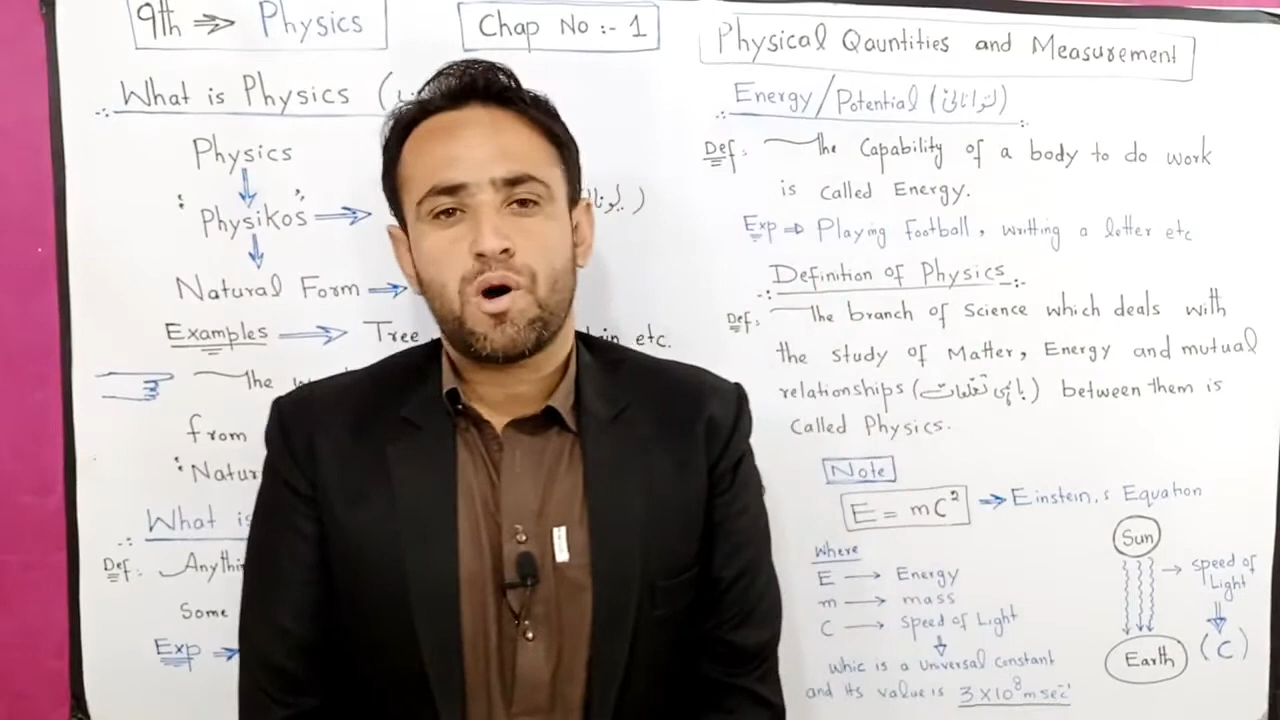 9th ⇒ Physics
Chap No :- 1
Physical Qauntities and Measurement
What is Physics (
Physics
"Physikos" ⇒
یونانی )
Natural Form ⇒
Examples ⇒ Tree
etc.
The
from
"Natur
What is
Def: Anythi
Some
Exp ⇒
Energy/Potential (توانائی)
Def: The Capability of a body to do work
is called Energy.
Exp ⇒ Playing football, writting a letter etc
Definition of Physics
Def: The branch of Science which deals with
the study of Matter, Energy and mutual
relationships (باہمی تعلقات) between them is
called Physics.
Note
E = mC² ⇒ Einstein,s Equation
Where
E → Energy
m → mass
C → Speed of Light
Whic is a universal constant
and its value is 3×10⁸ msec⁻¹
Sun
→ speed of
Light
Earth
(C)